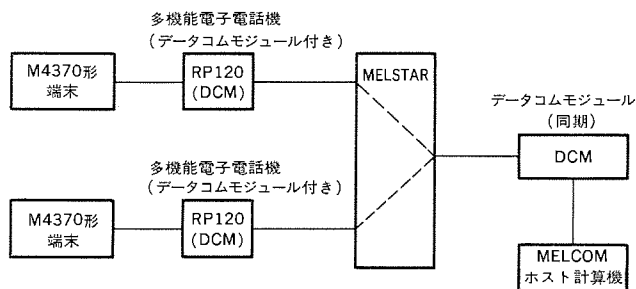 多機能電子電話機
(データコムモジュール付き)
M4370形
端末
RP120
(DCM)
MELSTAR
データコムモジュール
(同期)
DCM
多機能電子電話機
(データコムモジュール付き)
M4370形
端末
RP120
(DCM)
MELCOM
ホスト計算機